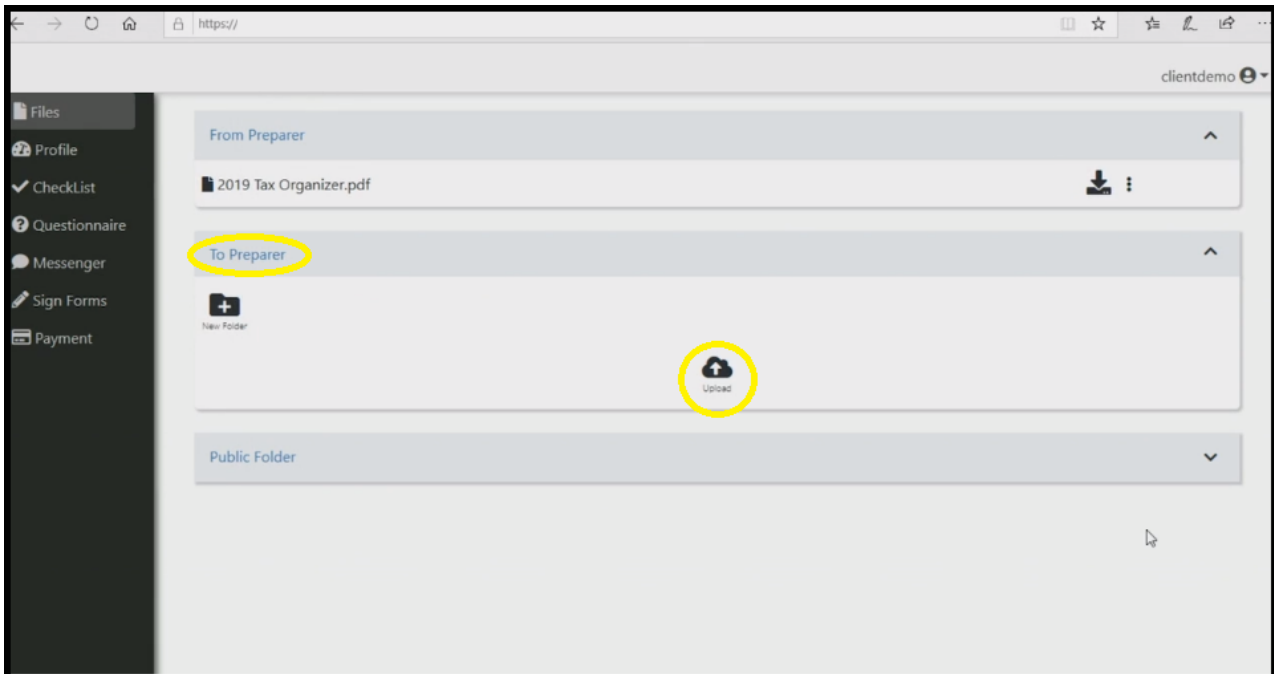 https://
clientdemo
Files
Profile
CheckList
Questionnaire
Messenger
Sign Forms
Payment
From Preparer
2019 Tax Organizer.pdf
To Preparer
New Folder
Upload
Public Folder